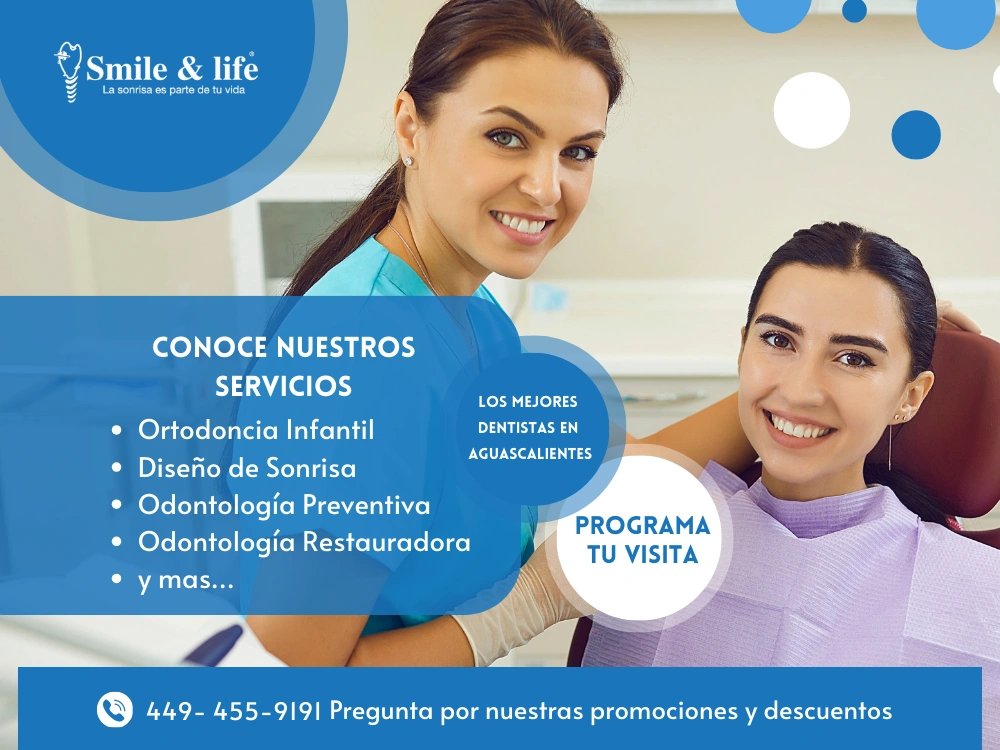 Smile & life®
La sonrisa es parte de tu vida
CONOCE NUESTROS
SERVICIOS
• Ortodoncia Infantil
• Diseño de Sonrisa
• Odontología Preventiva
• Odontología Restauradora
• y mas...
LOS MEJORES
DENTISTAS EN
AGUASCALIENTES
PROGRAMA
TU VISITA
449- 455-9191 Pregunta por nuestras promociones y descuentos